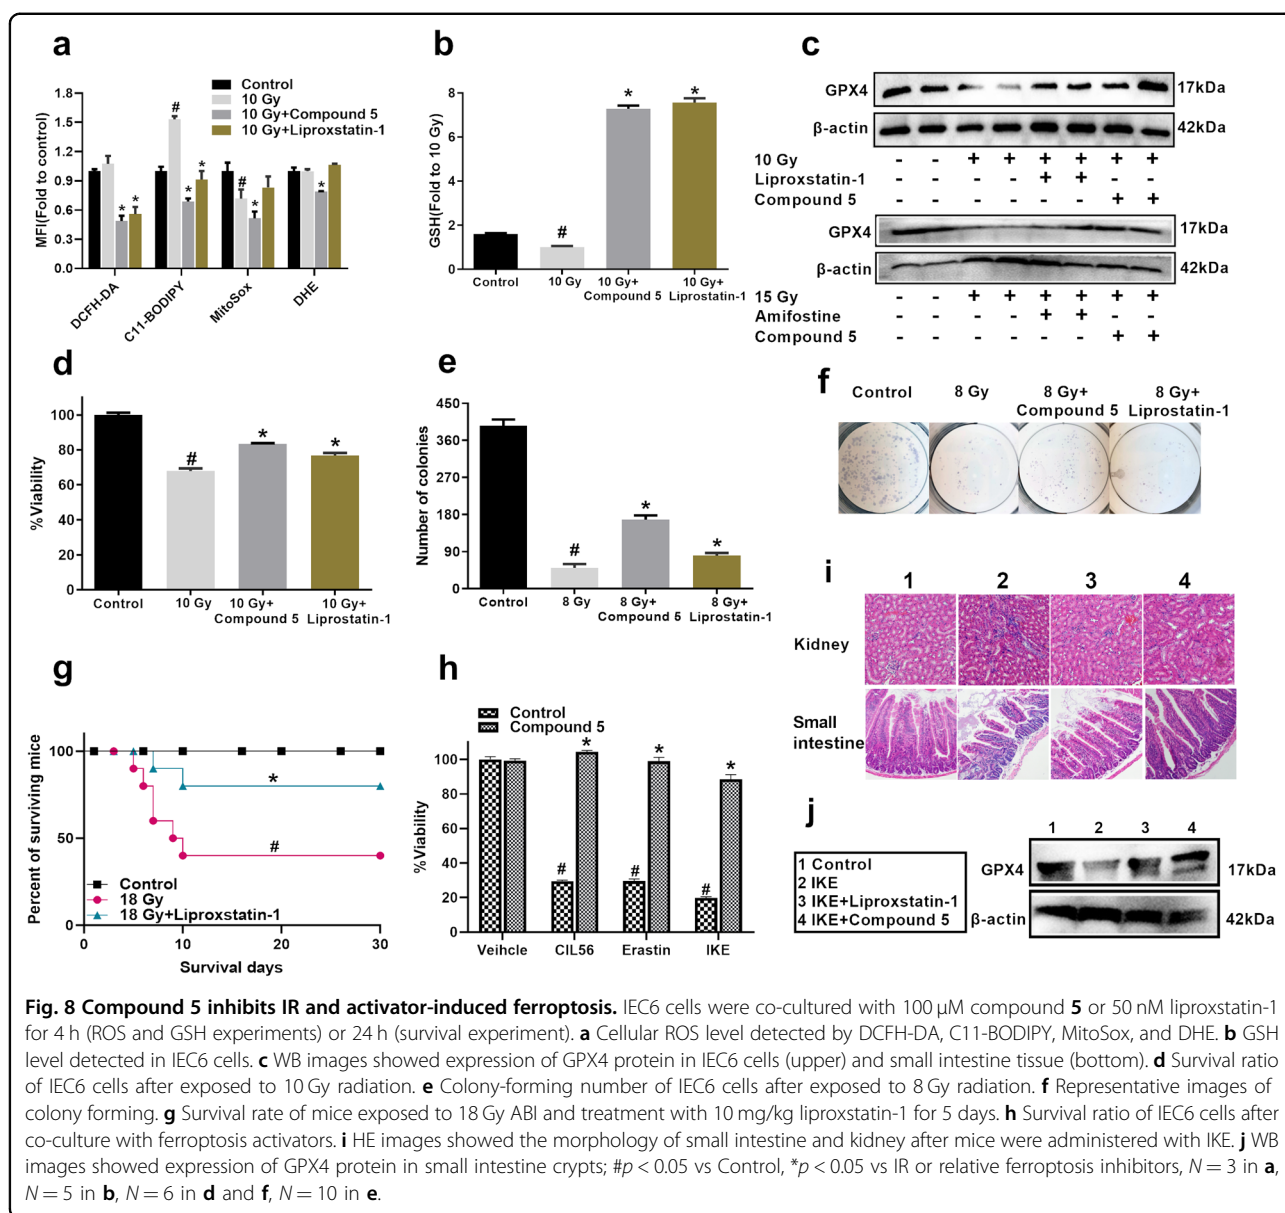 a
MFI(Fold to control)
1.8
1.5
1.2
0.9
0.6
0.3
0.0
Control
10 Gy
10 Gy+Compound 5
10 Gy+Liproxstatin-1
#
*
*
*
*
#
*
*
DCFH-DA
C11-BODIPY
MitoSox
DHE
b
GSH(Fold to 10 Gy)
8
6
4
2
0
#
*
*
Control
10 Gy
10 Gy+
Compound 5
10 Gy+
Liprostatin-1
c
GPX4
17kDa
β-actin
42kDa
10 Gy - - + + + + + +
Liproxstatin-1 - - - - + + - -
Compound 5 - - - - - - + +
GPX4
17kDa
β-actin
42kDa
15 Gy - - + + + + + +
Amifostine - - - - + + - -
Compound 5 - - - - - - + +
d
%Viability
100
80
60
40
20
0
#
*
*
Control
10 Gy
10 Gy+
Compound 5
10 Gy+
Liprostatin-1
e
Number of colonies
450
360
270
180
90
0
#
*
*
Control
8 Gy
8 Gy+
Compound 5
8 Gy+
Liprostatin-1
f
Control
8 Gy
8 Gy+
Compound 5
8 Gy+
Liprostatin-1
g
Percent of surviving mice
100
50
0
*
#
Control
18 Gy
18 Gy+Liproxstatin-1
0 10 20 30
Survival days
h
Control
Compound 5
%Viability
100
80
60
40
20
0
#
*
#
*
#
*
Veihcle
CIL56
Erastin
IKE
i
1 2 3 4
Kidney
Small
intestine
j
1 Control
2 IKE
3 IKE+Liproxstatin-1
4 IKE+Compound 5
1 2 3 4
GPX4
17kDa
β-actin
42kDa
Fig. 8 Compound 5 inhibits IR and activator-induced ferroptosis. IEC6 cells were co-cultured with 100 μM compound 5 or 50 nM liproxstatin-1
for 4 h (ROS and GSH experiments) or 24 h (survival experiment). a Cellular ROS level detected by DCFH-DA, C11-BODIPY, MitoSox, and DHE. b GSH
level detected in IEC6 cells. c WB images showed expression of GPX4 protein in IEC6 cells (upper) and small intestine tissue (bottom). d Survival ratio
of IEC6 cells after exposed to 10 Gy radiation. e Colony-forming number of IEC6 cells after exposed to 8 Gy radiation. f Representative images of
colony forming. g Survival rate of mice exposed to 18 Gy ABI and treatment with 10 mg/kg liproxstatin-1 for 5 days. h Survival ratio of IEC6 cells after
co-culture with ferroptosis activators. i HE images showed the morphology of small intestine and kidney after mice were administered with IKE. j WB
images showed expression of GPX4 protein in small intestine crypts; #p < 0.05 vs Control, *p < 0.05 vs IR or relative ferroptosis inhibitors, N = 3 in a,
N = 5 in b, N = 6 in d and f, N = 10 in e.